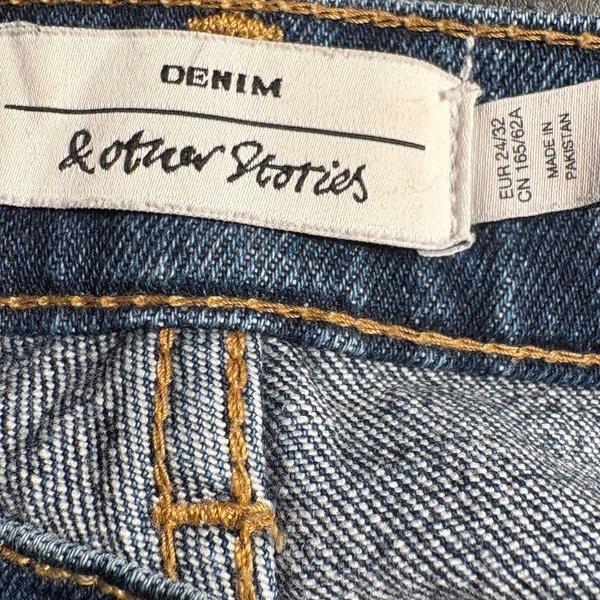 DENIM
& other Stories
EUR 24/32
CN 165/62A
MADE IN
PAKISTAN